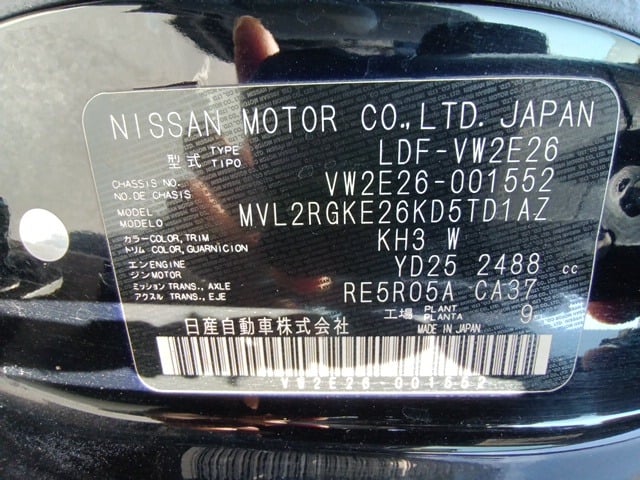 NISSAN MOTOR CO.,LTD. JAPAN
型式 TYPE TIPO LDF-VW2E26
CHASSIS NO. NO.DE CHASIS VW2E26-001552
MODEL MODELO MVL2RGKE26KD5TD1AZ
カラー COLOR, TRIM トリム COLOR, GUARNICION KH3 W
エンジン ENGINE MOTOR YD25 2488 cc
ミッション TRANS., AXLE アクスル TRANS., EJE RE5R05A CA37
工場 PLANT PLANTA 9
日産自動車株式会社 MADE IN JAPAN
VW2E26-001552